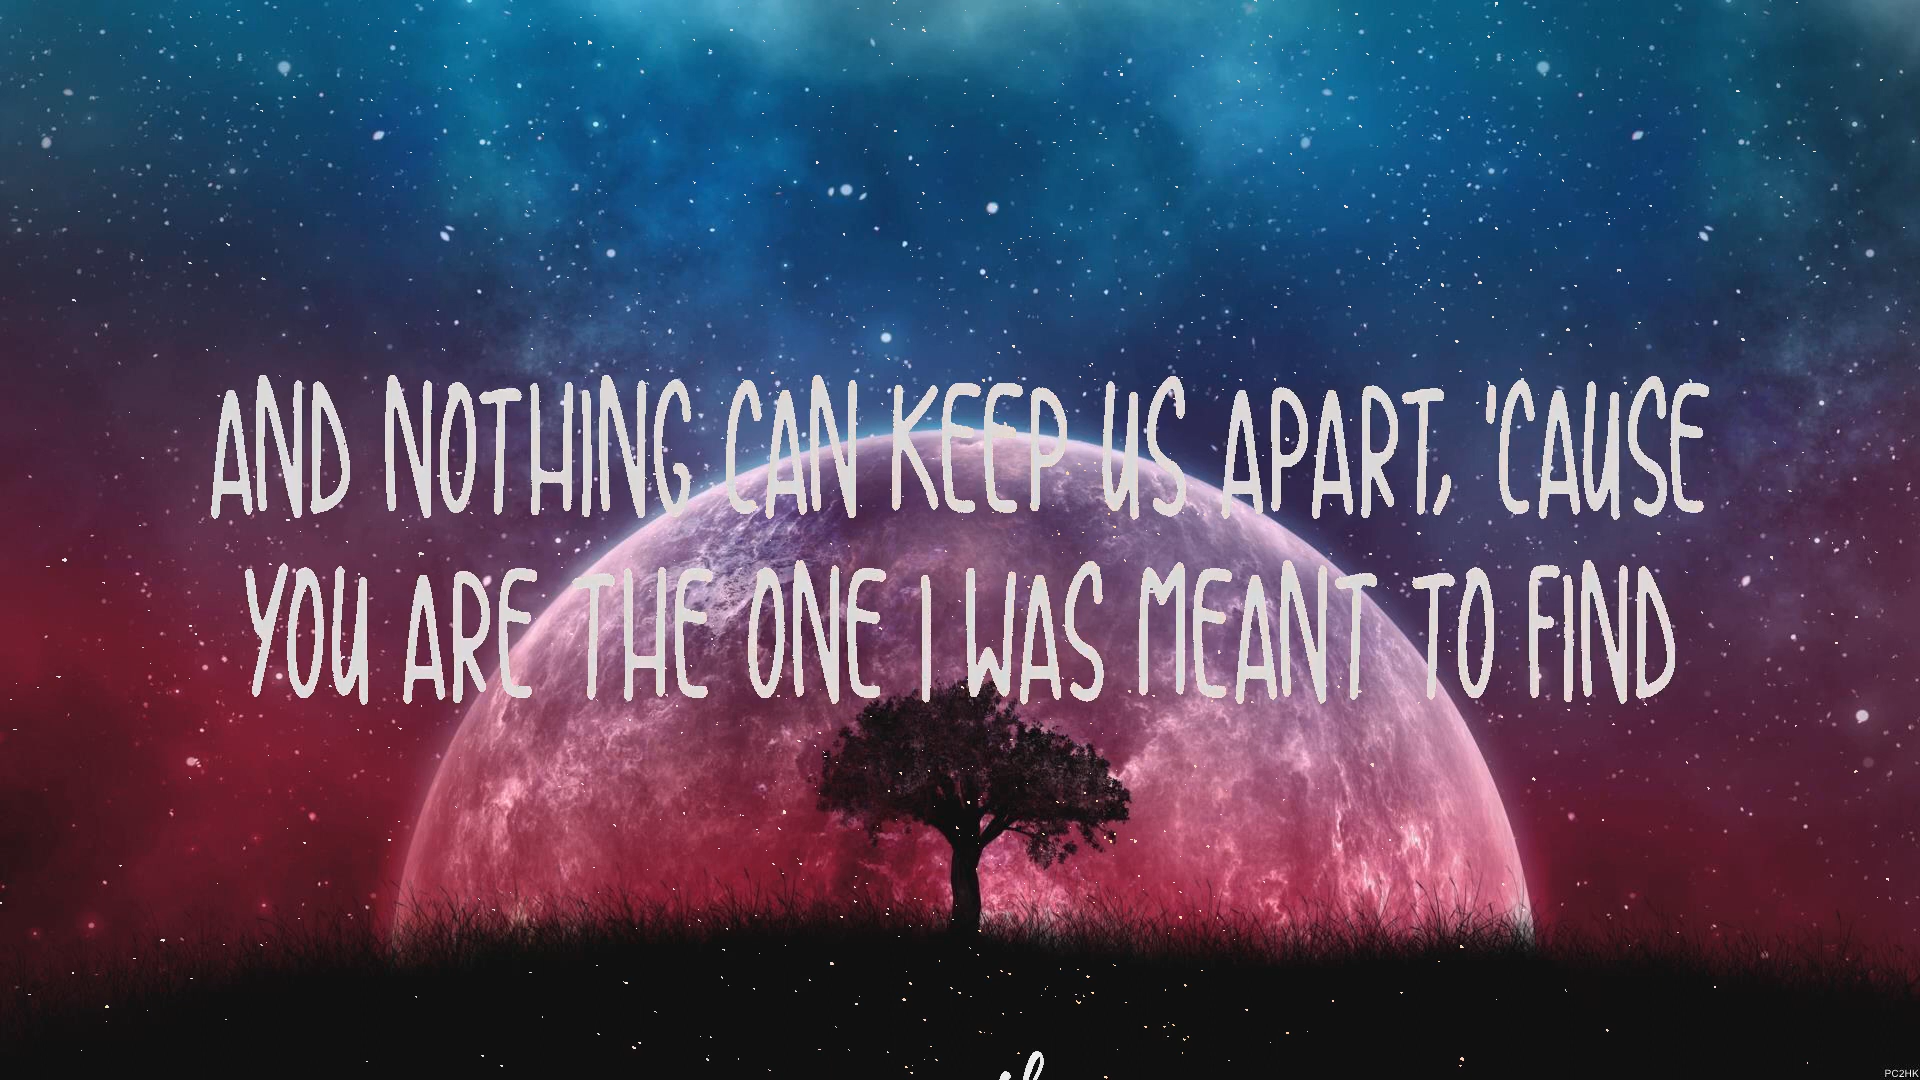 AND NOTHING CAN KEEP US APART, 'CAUSE
YOU ARE THE ONE I WAS MEANT TO FIND
PC2HK